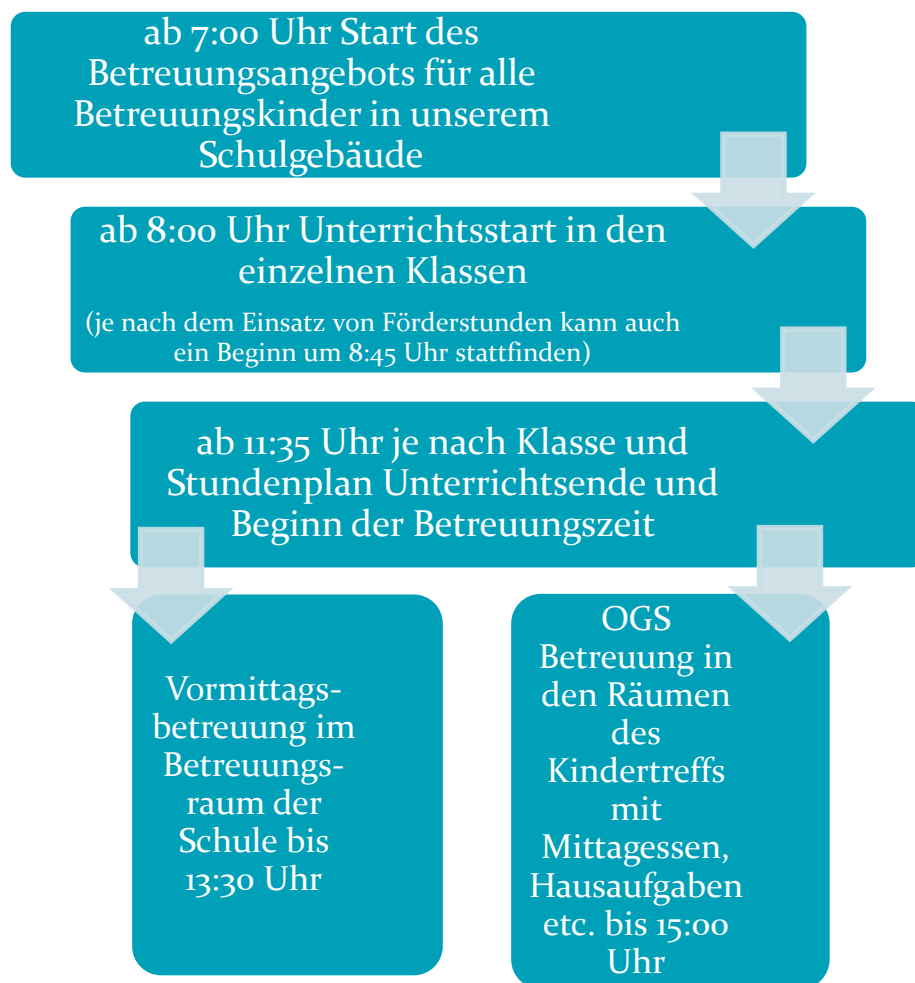 ab 7:00 Uhr Start des
Betreuungsangebots für alle
Betreuungskinder in unserem
Schulgebäude
ab 8:00 Uhr Unterrichtsstart in den
einzelnen Klassen
(je nach dem Einsatz von Förderstunden kann auch
ein Beginn um 8:45 Uhr stattfinden)
ab 11:35 Uhr je nach Klasse und
Stundenplan Unterrichtsende und
Beginn der Betreuungszeit
Vormittags-
betreuung im
Betreuungs-
raum der
Schule bis
13:30 Uhr
OGS
Betreuung in
den Räumen
des
Kindertreffs
mit
Mittagessen,
Hausaufgaben
etc. bis 15:00
Uhr